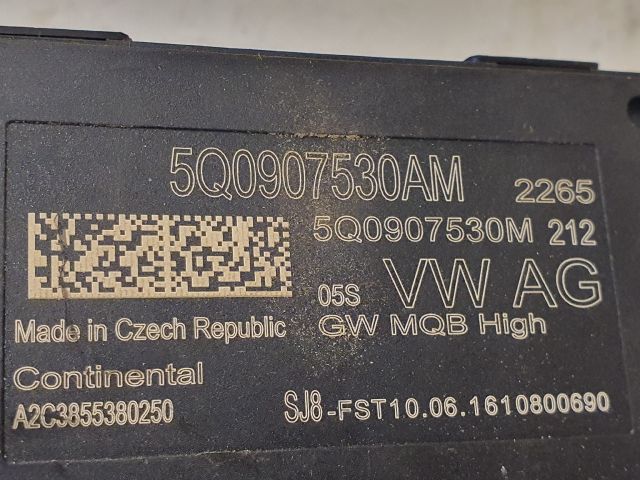 5Q0907530AM 2265
5Q0907530M 212
05S VW AG
Made in Czech Republic GW MQB High
Continental
A2C3855380250 SJ8-FST10.06.1610800690